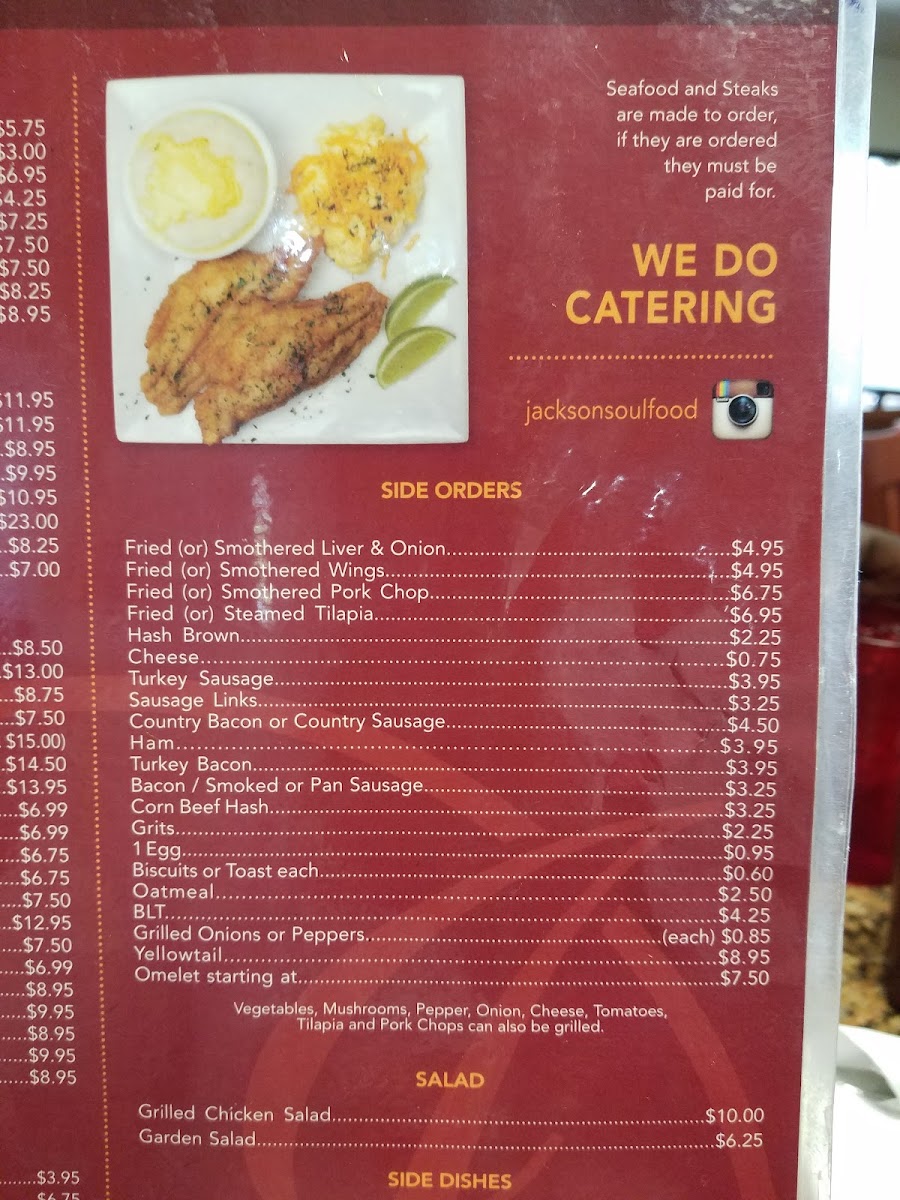 $5.75
$3.00
$6.95
$4.25
$7.25
$7.50
$7.50
$8.25
$8.95
$11.95
$11.95
$8.95
$9.95
$10.95
$23.00
$8.25
$7.00
$8.50
$13.00
$8.75
$7.50
$15.00)
$14.50
$13.95
$6.99
$6.99
$6.75
$6.75
$7.50
$12.95
$7.50
$6.99
$8.95
$9.95
$8.95
$9.95
$8.95
$3.95
$6.75
Seafood and Steaks
are made to order,
if they are ordered
they must be
paid for.
WE DO
CATERING
jacksonsoulfood
SIDE ORDERS
Fried (or) Smothered Liver & Onion $4.95
Fried (or) Smothered Wings $4.95
Fried (or) Smothered Pork Chop $6.75
Fried (or) Steamed Tilapia $6.95
Hash Brown $2.25
Cheese $0.75
Turkey Sausage $3.95
Sausage Links $3.25
Country Bacon or Country Sausage $4.50
Ham $3.95
Turkey Bacon $3.95
Bacon / Smoked or Pan Sausage $3.25
Corn Beef Hash $3.25
Grits $2.25
1 Egg $0.95
Biscuits or Toast each $0.60
Oatmeal $2.50
BLT $4.25
Grilled Onions or Peppers (each) $0.85
Yellowtail $8.95
Omelet starting at $7.50
Vegetables, Mushrooms, Pepper, Onion, Cheese, Tomatoes,
Tilapia and Pork Chops can also be grilled.
SALAD
Grilled Chicken Salad $10.00
Garden Salad $6.25
SIDE DISHES